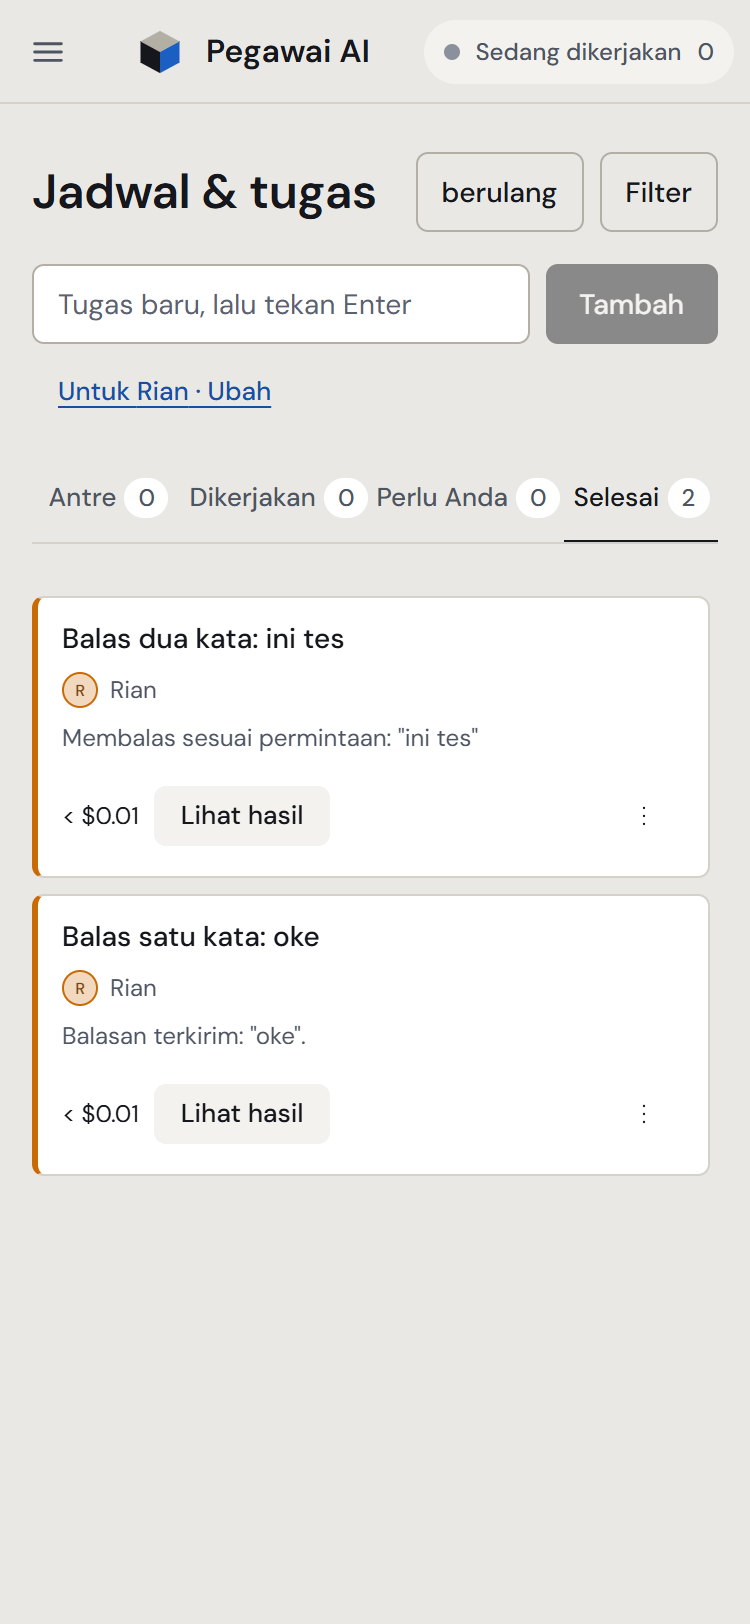 Pegawai AI
Sedang dikerjakan 0
Jadwal & tugas
berulang
Filter
Tugas baru, lalu tekan Enter
Tambah
Untuk Rian · Ubah
Antre 0 Dikerjakan 0 Perlu Anda 0 Selesai 2
Balas dua kata: ini tes
R Rian
Membalas sesuai permintaan: "ini tes"
< $0.01 Lihat hasil
Balas satu kata: oke
R Rian
Balasan terkirim: "oke".
< $0.01 Lihat hasil